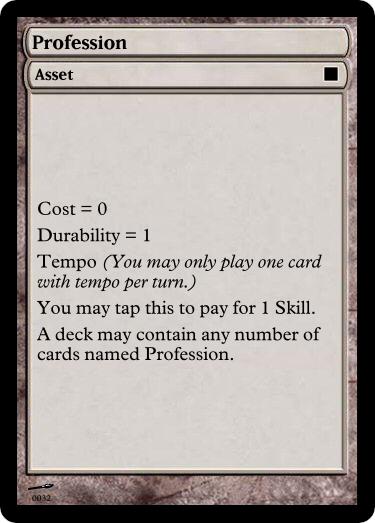 Profession
Asset
Cost = 0
Durability = 1
Tempo (You may only play one card
with tempo per turn.)
You may tap this to pay for 1 Skill.
A deck may contain any number of
cards named Profession.
0032